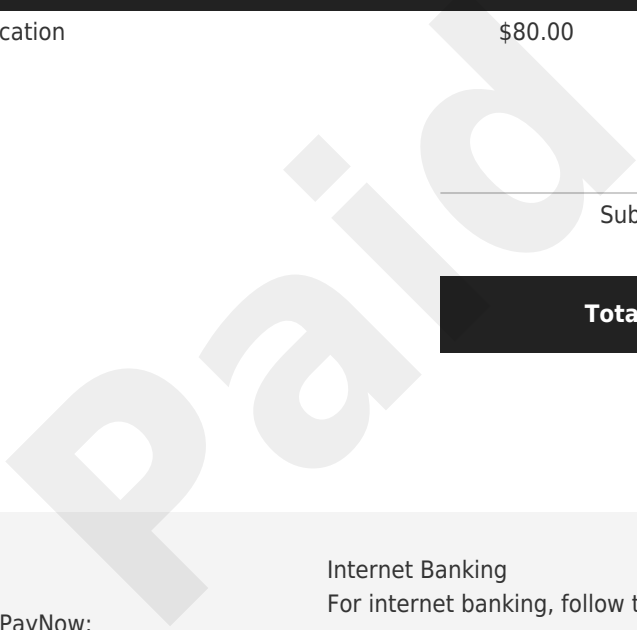 cation $80.00
Sub
Tota
Paid
Internet Banking
For internet banking, follow t
PayNow: